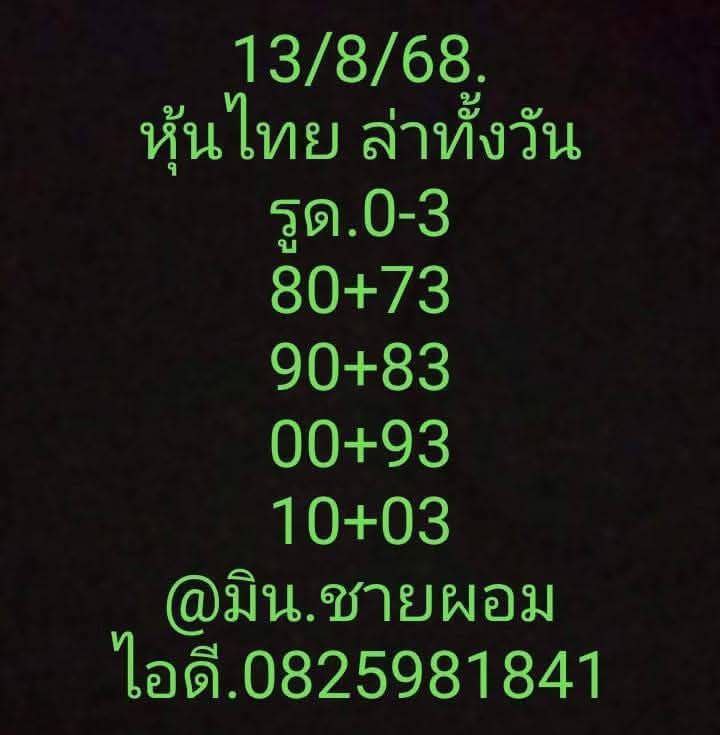 13/8/68.
หุ้นไทย ล่าทั้งวัน
รูด.0-3
80+73
90+83
00+93
10+03
@มิน.ชายผอม
ไอดี.0825981841